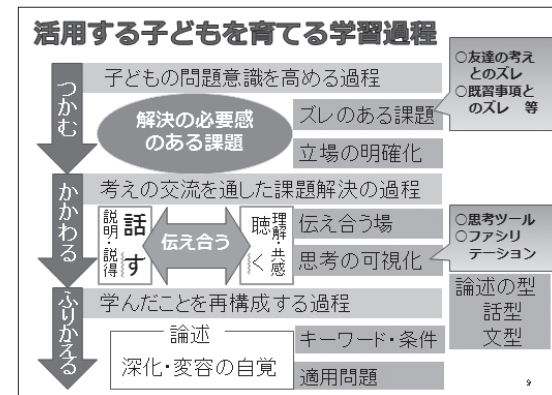 活用する子どもを育てる学習過程
つかむ
子どもの問題意識を高める過程
解決の必要感
のある課題
ズレのある課題
立場の明確化
○友達の考え
とのズレ
○既習事項と
のズレ 等
かかわる
考えの交流を通した課題解決の過程
話す
説明・説得
伝え合う
聴く
理解・共感
伝え合う場
思考の可視化
○思考ツール
○ファシリ
テーション
ふりかえる
学んだことを再構成する過程
論述
深化・変容の自覚
キーワード・条件
適用問題
論述の型
話型
文型
9